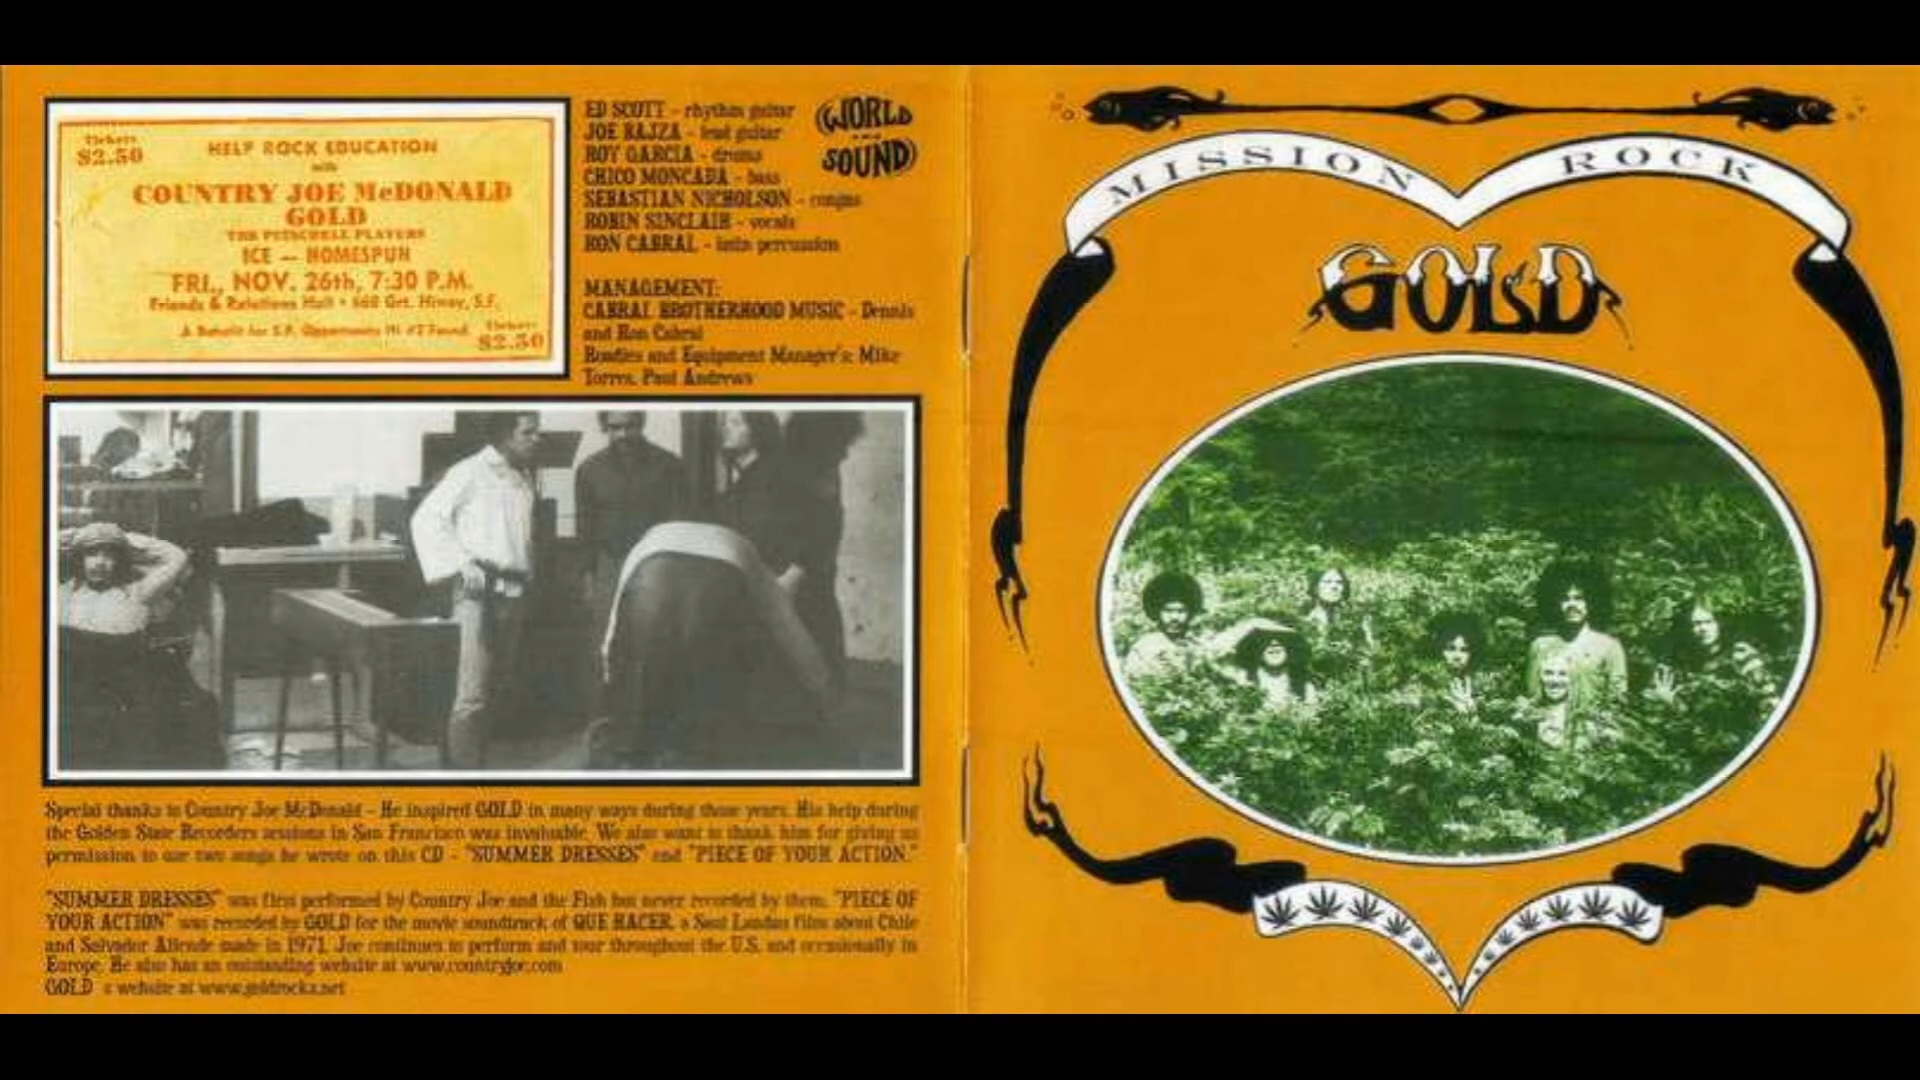 Tickets
$2.50
HELP ROCK EDUCATION
with
COUNTRY JOE McDONALD
GOLD
THE PITSCHELL PLAYERS
ICE — HOMESPUN
FRI., NOV. 26th, 7:30 P.M.
Friends & Relations Hall • 660 Grt. Hiway, S.F.
A Benefit for S.F. Opportunity Hi #2 Found.
Tickets
$2.50
ED SCOTT - rhythm guitar
JOE BAJZA - lead guitar
ROY GARCIA - drums
CHICO MONCADA - bass
SEBASTIAN NICHOLSON - congas
ROBIN SINCLAIR - vocals
RON CABRAL - latin percussion
WORLD
SOUND
MANAGEMENT:
CABRAL BROTHERHOOD MUSIC - Dennis
and Ron Cabral
Roadies and Equipment Manager's: Mike
Torres, Paul Andrews
Special thanks to Country Joe McDonald - He inspired GOLD in many ways during those years. His help during
the Golden State Recorders sessions in San Francisco was invaluable. We also want to thank him for giving us
permission to use two songs he wrote on this CD - "SUMMER DRESSES" and "PIECE OF YOUR ACTION."
"SUMMER DRESSES" was first performed by Country Joe and the Fish but never recorded by them. "PIECE OF
YOUR ACTION" was recorded by GOLD for the movie soundtrack of QUE HACER, a Saul Landau film about Chile
and Salvador Allende made in 1971. Joe continues to perform and tour throughout the U.S. and occasionally in
Europe. He also has an outstanding website at www.countryjoe.com
GOLD s website at www.goldrocks.net
MISSION ROCK
GOLD